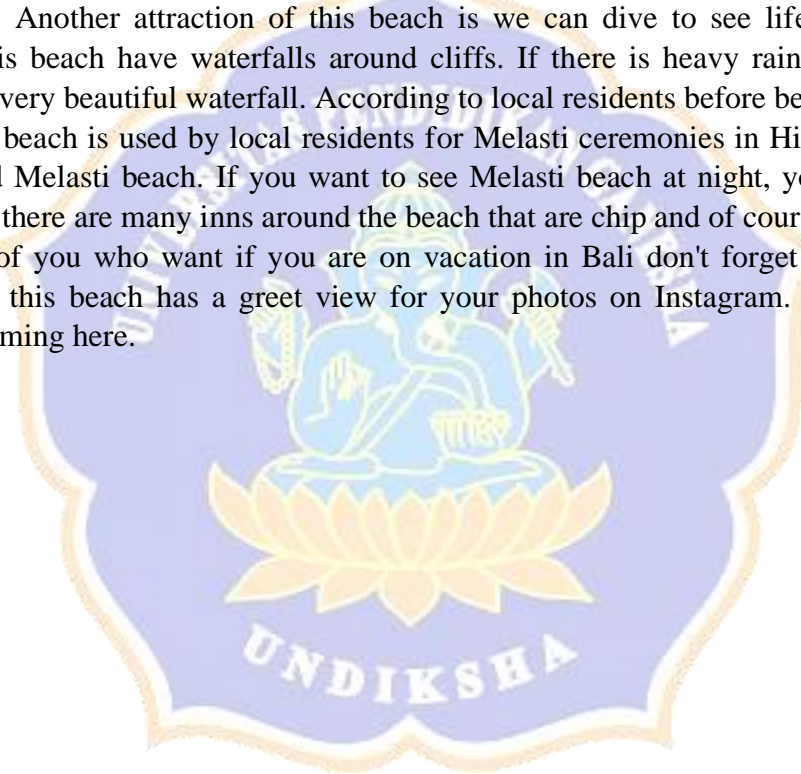 Another attraction of this beach is we can dive to see life
is beach have waterfalls around cliffs. If there is heavy rain
very beautiful waterfall. According to local residents before be
beach is used by local residents for Melasti ceremonies in Hi
Melasti beach. If you want to see Melasti beach at night, yo
there are many inns around the beach that are chip and of cour
of you who want if you are on vacation in Bali don't forget
this beach has a greet view for your photos on Instagram.
ming here.
UNIVERSITAS PENDIDIKAN GANESHA
UNDIKSHA